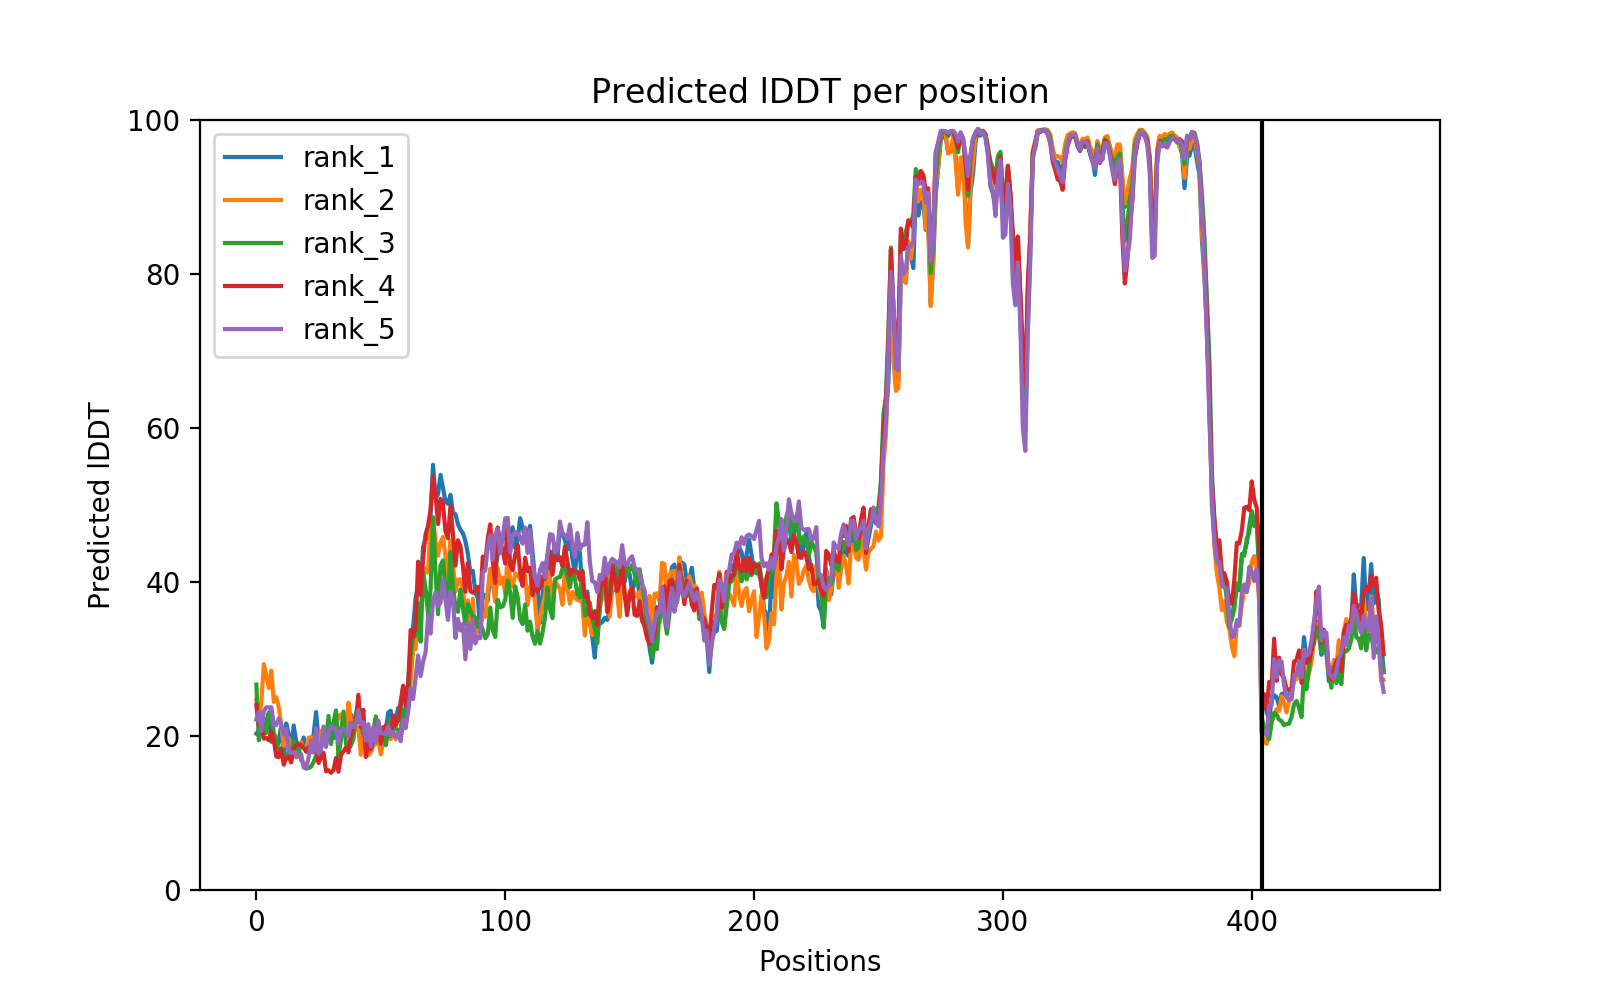 Predicted lDDT per position
100
80
60
40
20
0
Predicted lDDT
rank_1
rank_2
rank_3
rank_4
rank_5
0
100
200
300
400
Positions